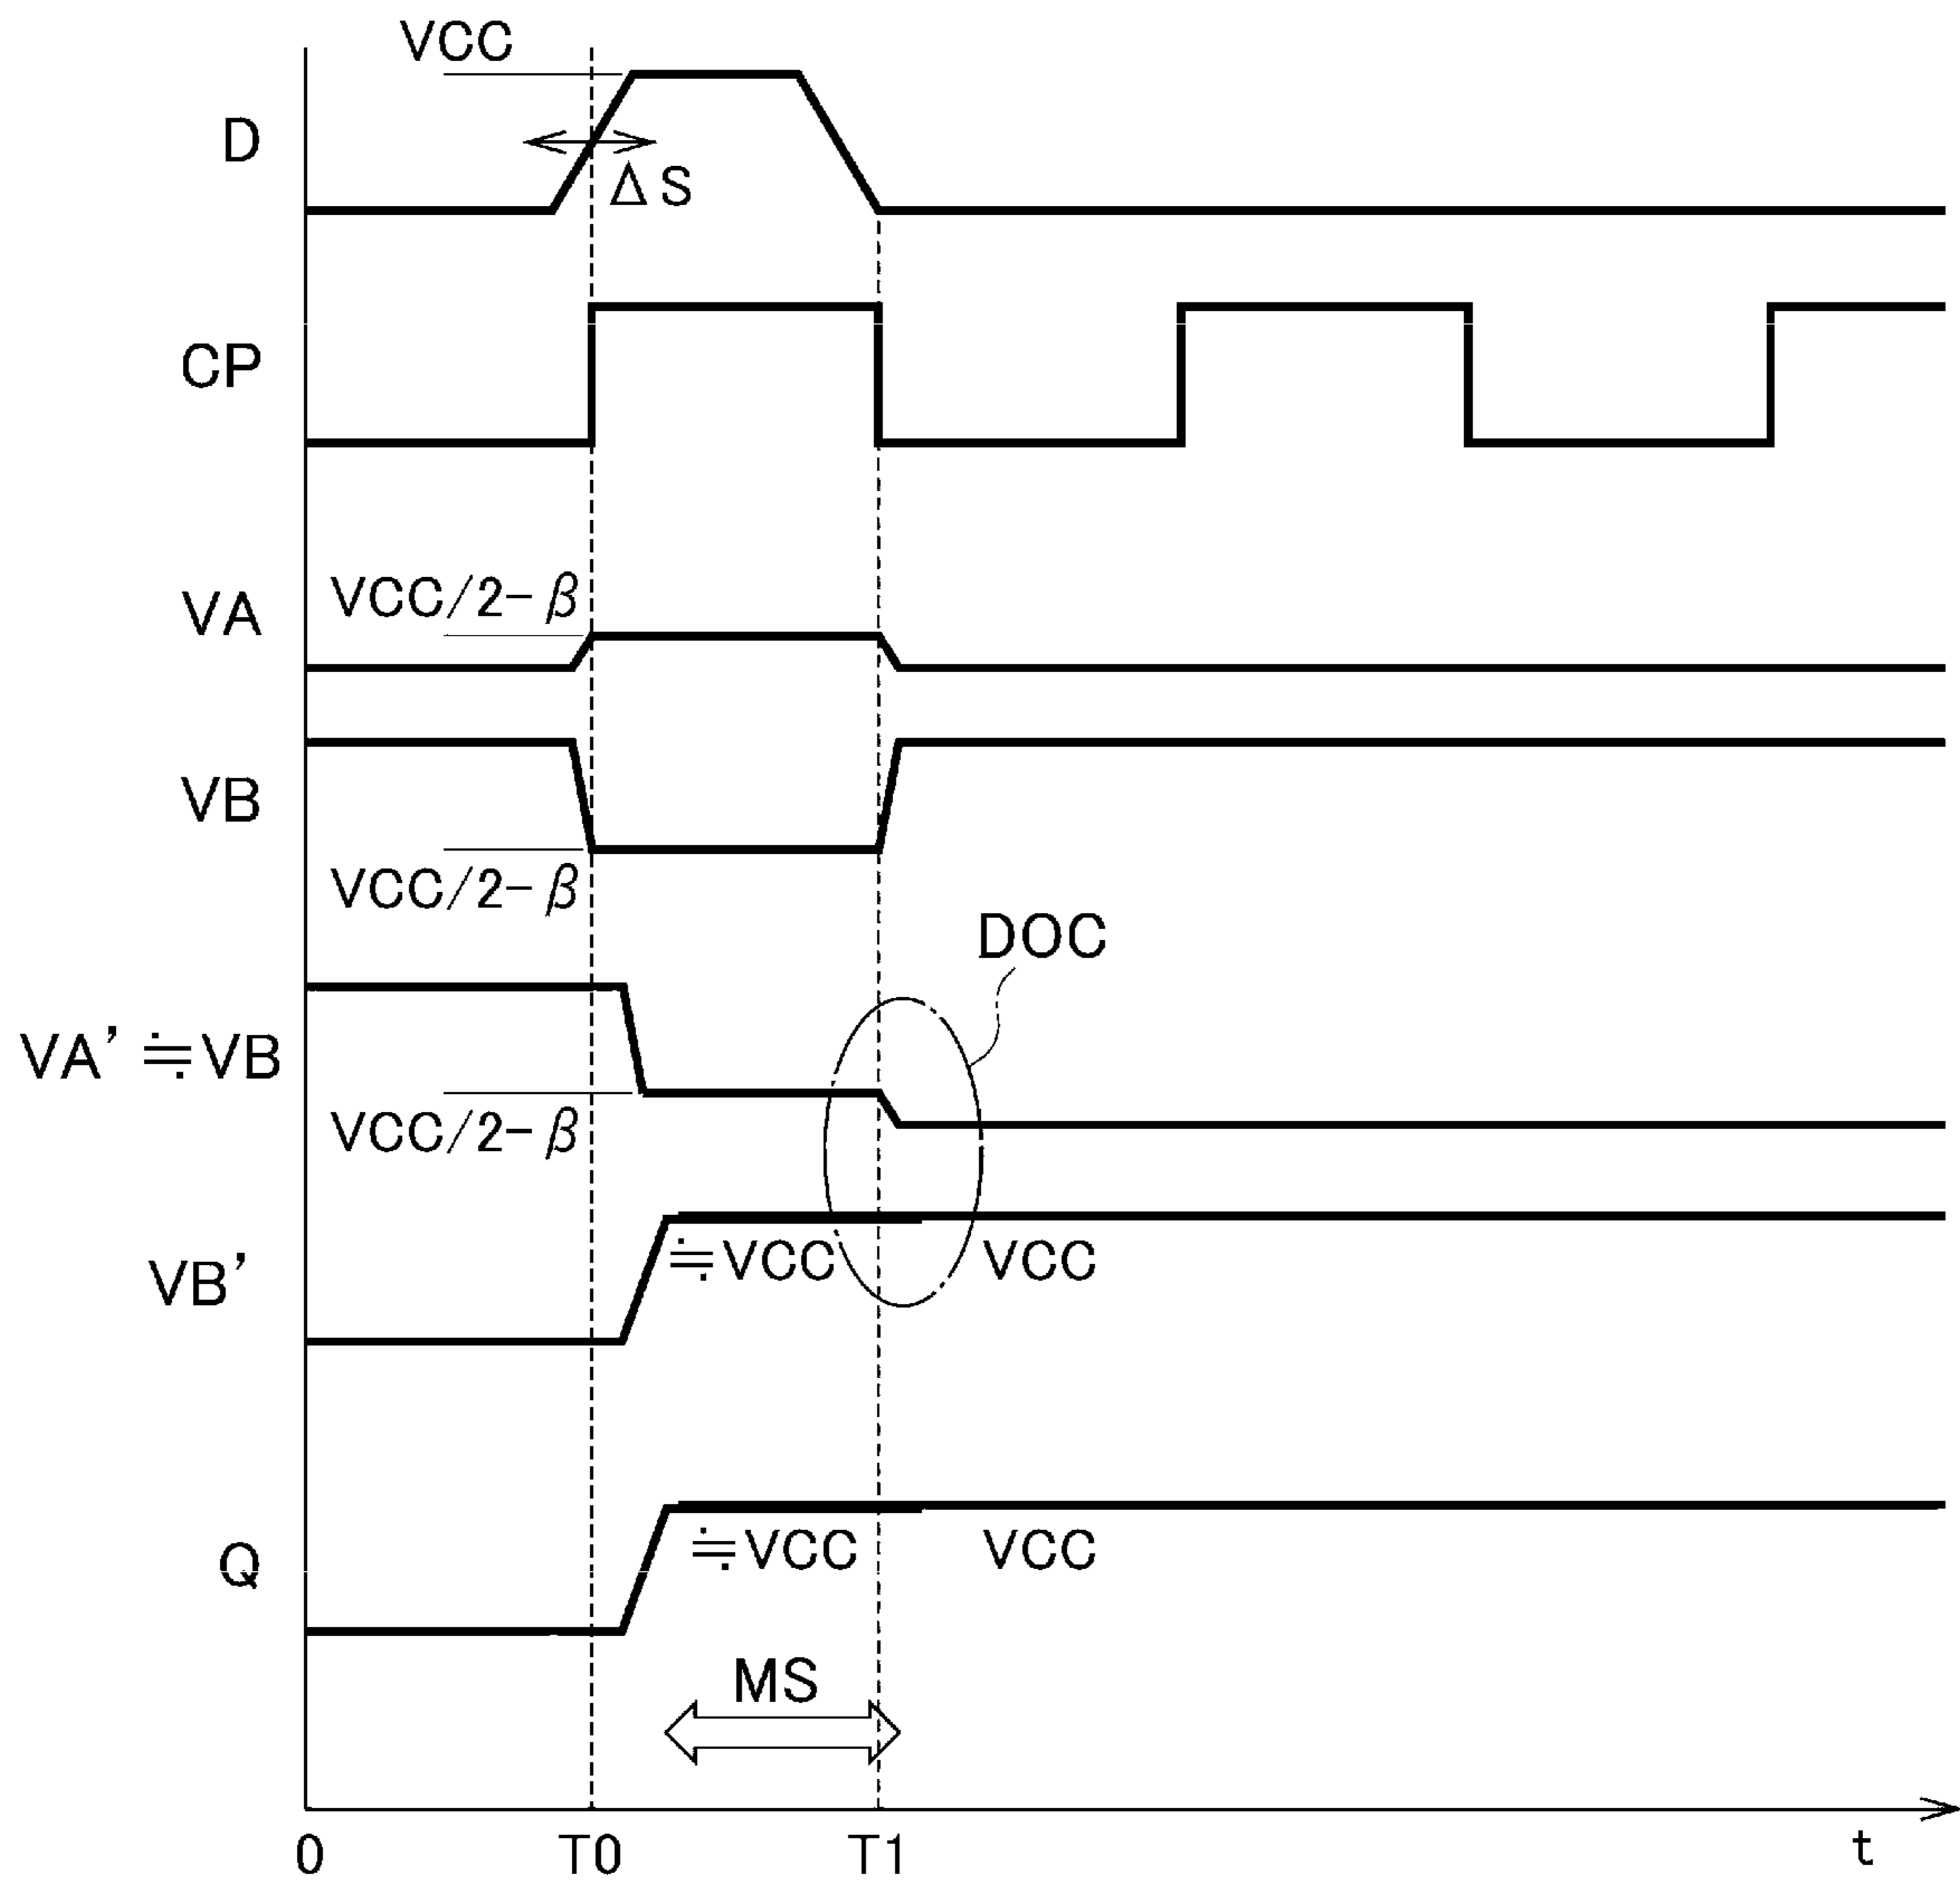 VCC
D
ΔS
CP
VCC/2-β
VA
VB
VCC/2-β
DOC
VA'≒VB
VCC/2-β
≒VCC VCC
VB'
≒VCC VCC
Q
MS
0 T0 T1 t